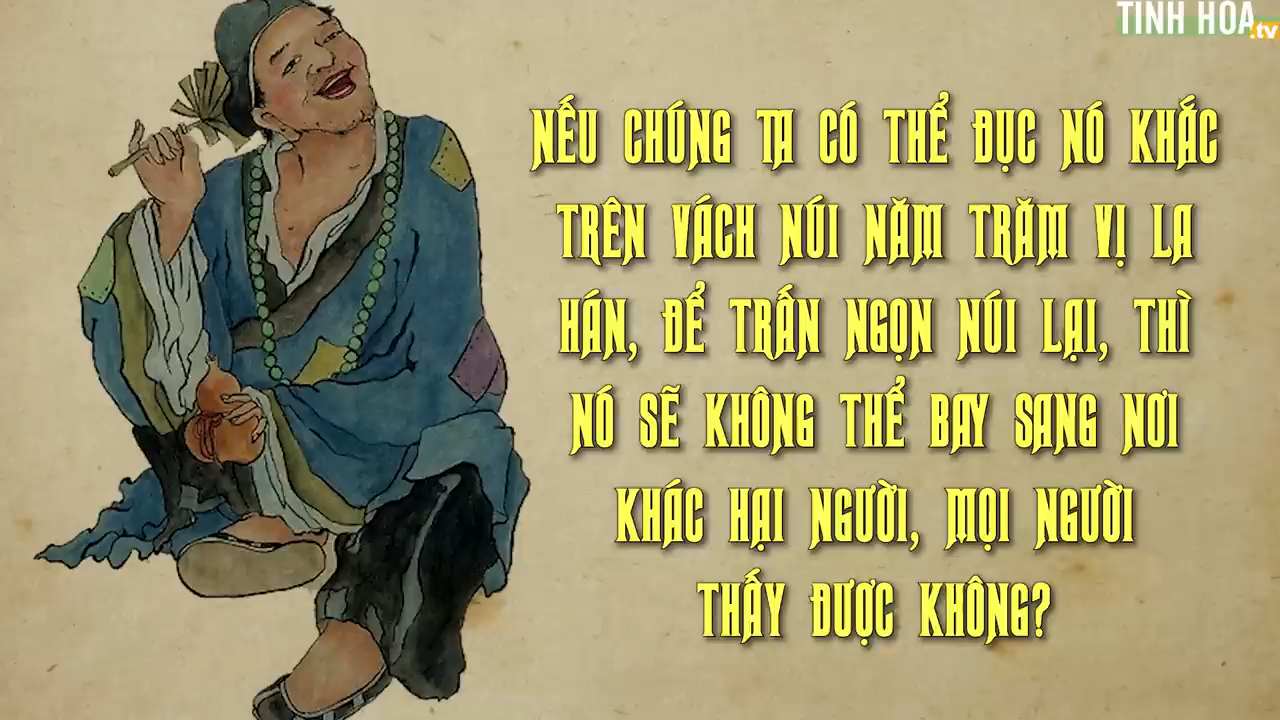 TINH HOA.tv
NẾU CHÚNG TA CÓ THỂ ĐỤC NÓ KHẮC
TRÊN VÁCH NÚI NĂM TRĂM VỊ LA
HÁN, ĐỂ TRẤN NGỌN NÚI LẠI, THÌ
NÓ SẼ KHÔNG THỂ BAY SANG NƠI
KHÁC HẠI NGƯỜI, MỌI NGƯỜI
THẤY ĐƯỢC KHÔNG?